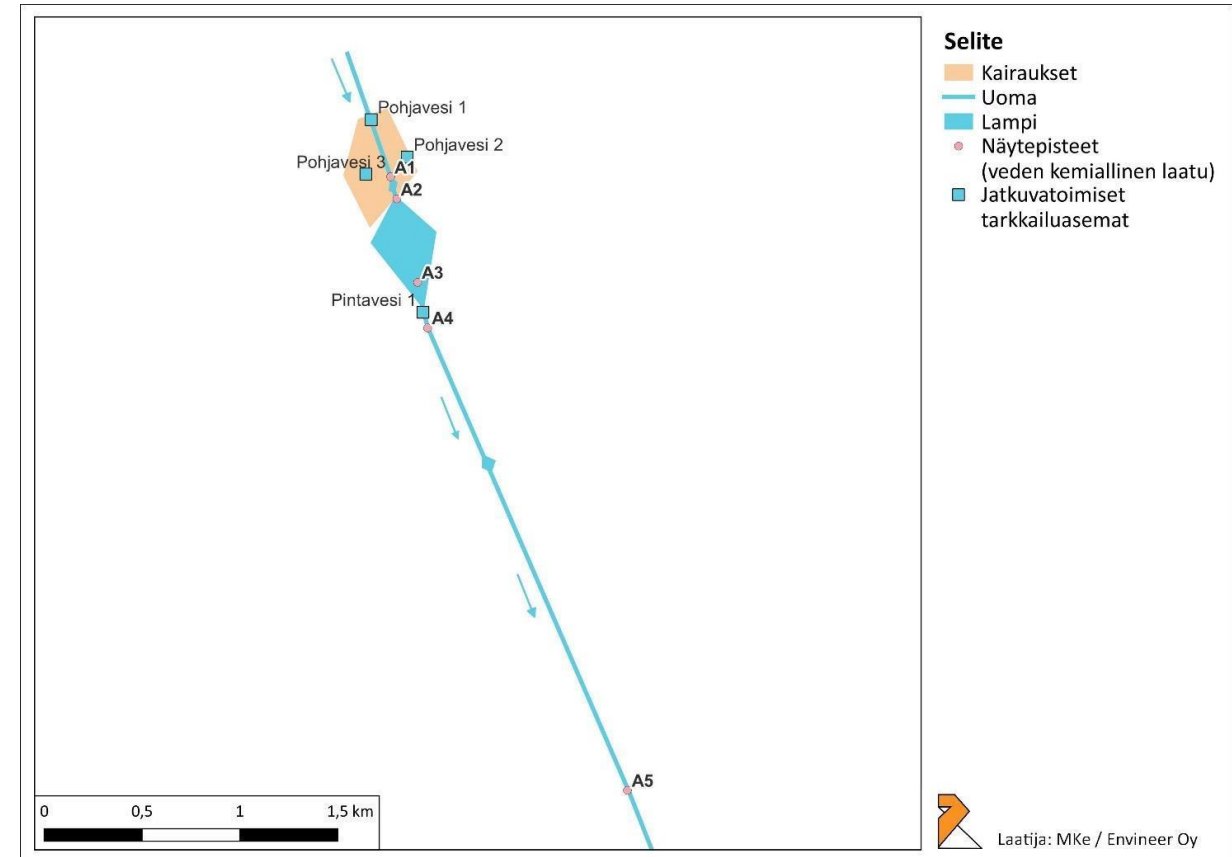 Pohjavesi 1
Pohjavesi 2
Pohjavesi 3
A1
A2
A3
Pintavesi 1
A4
A5
0 0,5 1 1,5 km
Selite
Kairaukset
Uoma
Lampi
Näytepisteet
(veden kemiallinen laatu)
Jatkuvatoimiset
tarkkailuasemat
Laatija: MKe / Envineer Oy